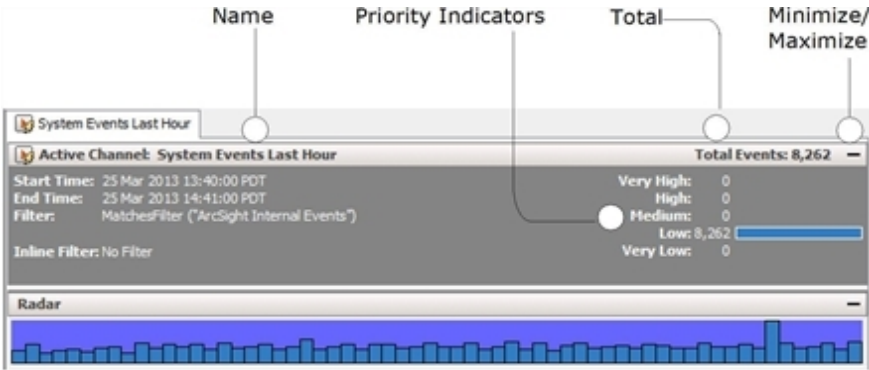 Name Priority Indicators Total Minimize/
Maximize
System Events Last Hour
Active Channel: System Events Last Hour Total Events: 8,262
Start Time: 25 Mar 2013 13:40:00 PDT Very High: 0
End Time: 25 Mar 2013 14:41:00 PDT High: 0
Filter: MatchesFilter ("ArcSight Internal Events") Medium: 0
Low: 8,262
Inline Filter: No Filter Very Low: 0
Radar